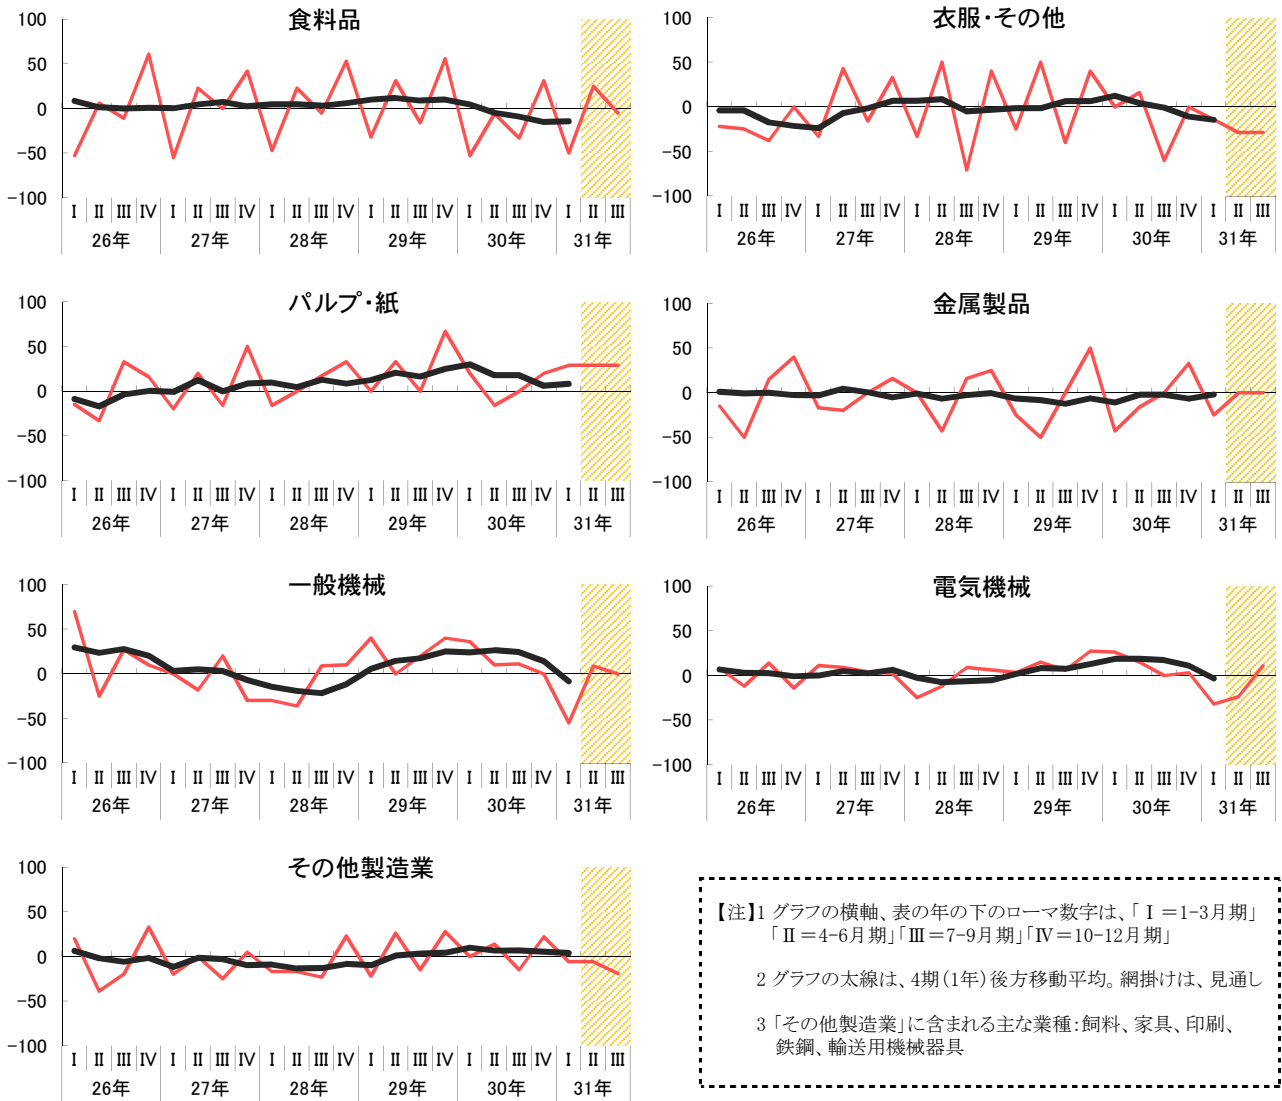 食料品
100
50
0
−50
−100
Ⅰ Ⅱ Ⅲ Ⅳ Ⅰ Ⅱ Ⅲ Ⅳ Ⅰ Ⅱ Ⅲ Ⅳ Ⅰ Ⅱ Ⅲ Ⅳ Ⅰ Ⅱ Ⅲ Ⅳ Ⅰ Ⅱ Ⅲ
26年 27年 28年 29年 30年 31年
衣服・その他
100
50
0
−50
−100
Ⅰ Ⅱ Ⅲ Ⅳ Ⅰ Ⅱ Ⅲ Ⅳ Ⅰ Ⅱ Ⅲ Ⅳ Ⅰ Ⅱ Ⅲ Ⅳ Ⅰ Ⅱ Ⅲ Ⅳ Ⅰ Ⅱ Ⅲ
26年 27年 28年 29年 30年 31年
パルプ・紙
100
50
0
−50
−100
Ⅰ Ⅱ Ⅲ Ⅳ Ⅰ Ⅱ Ⅲ Ⅳ Ⅰ Ⅱ Ⅲ Ⅳ Ⅰ Ⅱ Ⅲ Ⅳ Ⅰ Ⅱ Ⅲ Ⅳ Ⅰ Ⅱ Ⅲ
26年 27年 28年 29年 30年 31年
金属製品
100
50
0
−50
−100
Ⅰ Ⅱ Ⅲ Ⅳ Ⅰ Ⅱ Ⅲ Ⅳ Ⅰ Ⅱ Ⅲ Ⅳ Ⅰ Ⅱ Ⅲ Ⅳ Ⅰ Ⅱ Ⅲ Ⅳ Ⅰ Ⅱ Ⅲ
26年 27年 28年 29年 30年 31年
一般機械
100
50
0
−50
−100
Ⅰ Ⅱ Ⅲ Ⅳ Ⅰ Ⅱ Ⅲ Ⅳ Ⅰ Ⅱ Ⅲ Ⅳ Ⅰ Ⅱ Ⅲ Ⅳ Ⅰ Ⅱ Ⅲ Ⅳ Ⅰ Ⅱ Ⅲ
26年 27年 28年 29年 30年 31年
電気機械
100
50
0
−50
−100
Ⅰ Ⅱ Ⅲ Ⅳ Ⅰ Ⅱ Ⅲ Ⅳ Ⅰ Ⅱ Ⅲ Ⅳ Ⅰ Ⅱ Ⅲ Ⅳ Ⅰ Ⅱ Ⅲ Ⅳ Ⅰ Ⅱ Ⅲ
26年 27年 28年 29年 30年 31年
その他製造業
100
50
0
−50
−100
Ⅰ Ⅱ Ⅲ Ⅳ Ⅰ Ⅱ Ⅲ Ⅳ Ⅰ Ⅱ Ⅲ Ⅳ Ⅰ Ⅱ Ⅲ Ⅳ Ⅰ Ⅱ Ⅲ Ⅳ Ⅰ Ⅱ Ⅲ
26年 27年 28年 29年 30年 31年
【注】1 グラフの横軸、表の年の下のローマ数字は、「Ⅰ=1-3月期」
「Ⅱ=4-6月期」「Ⅲ=7-9月期」「Ⅳ=10-12月期」
2 グラフの太線は、4期(1年)後方移動平均。網掛けは、見通し
3 「その他製造業」に含まれる主な業種:飼料、家具、印刷、
鉄鋼、輸送用機械器具